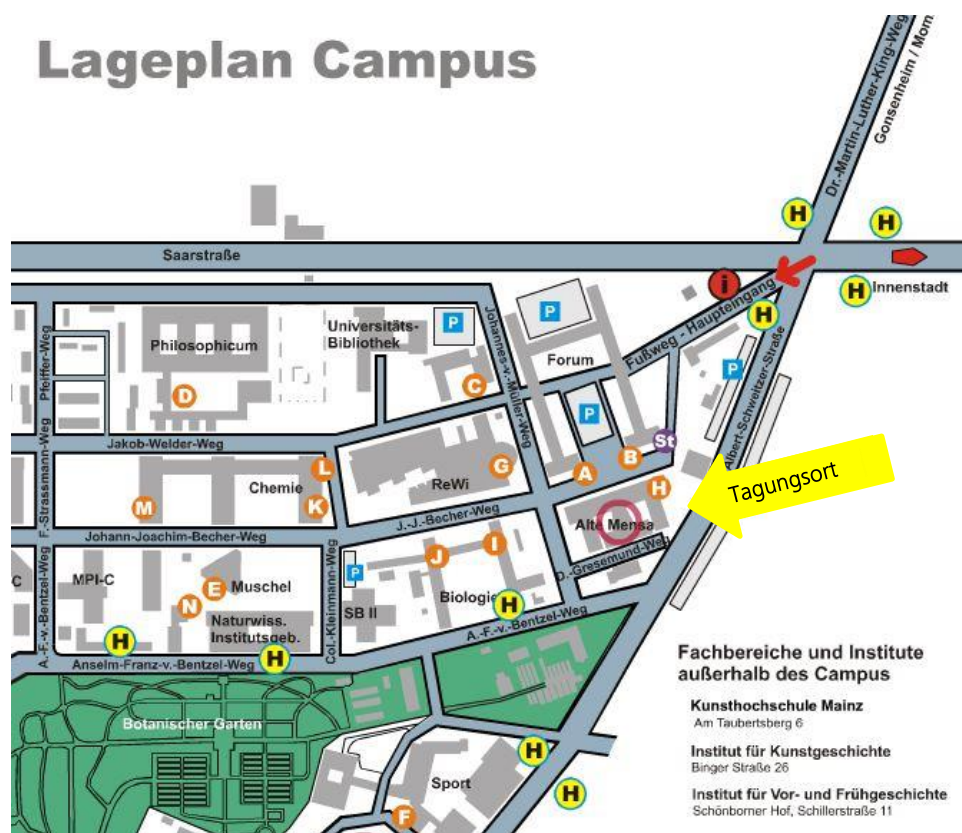 Lageplan Campus
Dr.-Martin-Luther-King-Weg
Gonsenheim / Mom
H
H
Saarstraße
i
H
Innenstadt
H
Fußweg - Haupteingang
Pfeiffer-Weg
Philosophicum
Universitäts-
Bibliothek
P
P
Johannes-v.-Müller-Weg
Forum
P
D
C
P
Albert-Schweitzer-Straße
F.-Strassmann-Weg
Jakob-Welder-Weg
St
B
A
L
G
Chemie
ReWi
H
Tagungsort
M
K
J.-J.-Becher-Weg
Alte Mensa
Johann-Joachim-Becher-Weg
I
J
D.-Gresemund-Weg
C
MPI-C
P
E
Muschel
Biologie
N
H
SB II
Naturwiss.
Institutsgeb.
A.-F.-v.-Bentzel-Weg
Col.-Kleinmann-Weg
H
H
A.-F.-v.-Bentzel-Weg
Anselm-Franz-v.-Bentzel-Weg
Fachbereiche und Institute
außerhalb des Campus
Kunsthochschule Mainz
Am Taubertsberg 6
Botanischer Garten
Institut für Kunstgeschichte
Binger Straße 26
H
Sport
H
Institut für Vor- und Frühgeschichte
Schönborner Hof, Schillerstraße 11
F